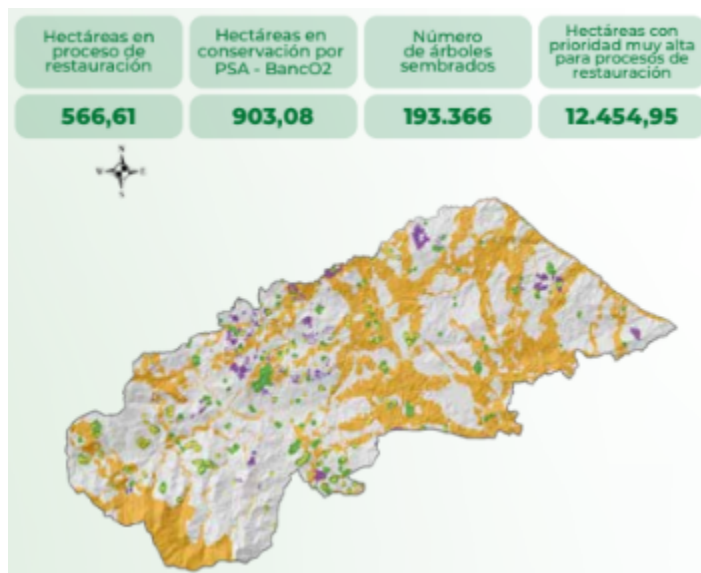 Hectáreas en
proceso de
restauración
566,61
Hectáreas en
conservación por
PSA - BancO2
903,08
Número
de árboles
sembrados
193.366
Hectáreas con
prioridad muy alta
para procesos de
restauración
12.454,95
N
W
E
S